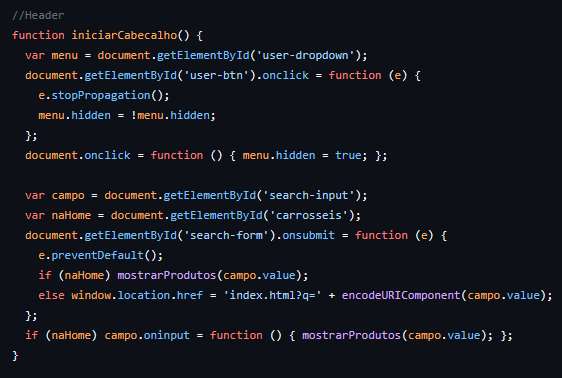 //Header
function iniciarCabecalho() {
  var menu = document.getElementById('user-dropdown');
  document.getElementById('user-btn').onclick = function (e) {
    e.stopPropagation();
    menu.hidden = !menu.hidden;
  };
  document.onclick = function () { menu.hidden = true; };

  var campo = document.getElementById('search-input');
  var naHome = document.getElementById('carrosseis');
  document.getElementById('search-form').onsubmit = function (e) {
    e.preventDefault();
    if (naHome) mostrarProdutos(campo.value);
    else window.location.href = 'index.html?q=' + encodeURIComponent(campo.value);
  };
  if (naHome) campo.oninput = function () { mostrarProdutos(campo.value); };
}